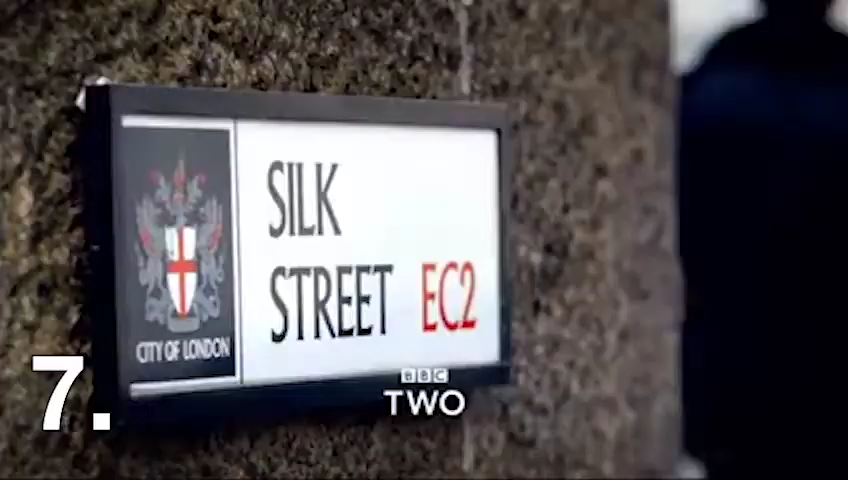 SILK
STREET EC2
CITY OF LONDON
7.
BBC
TWO